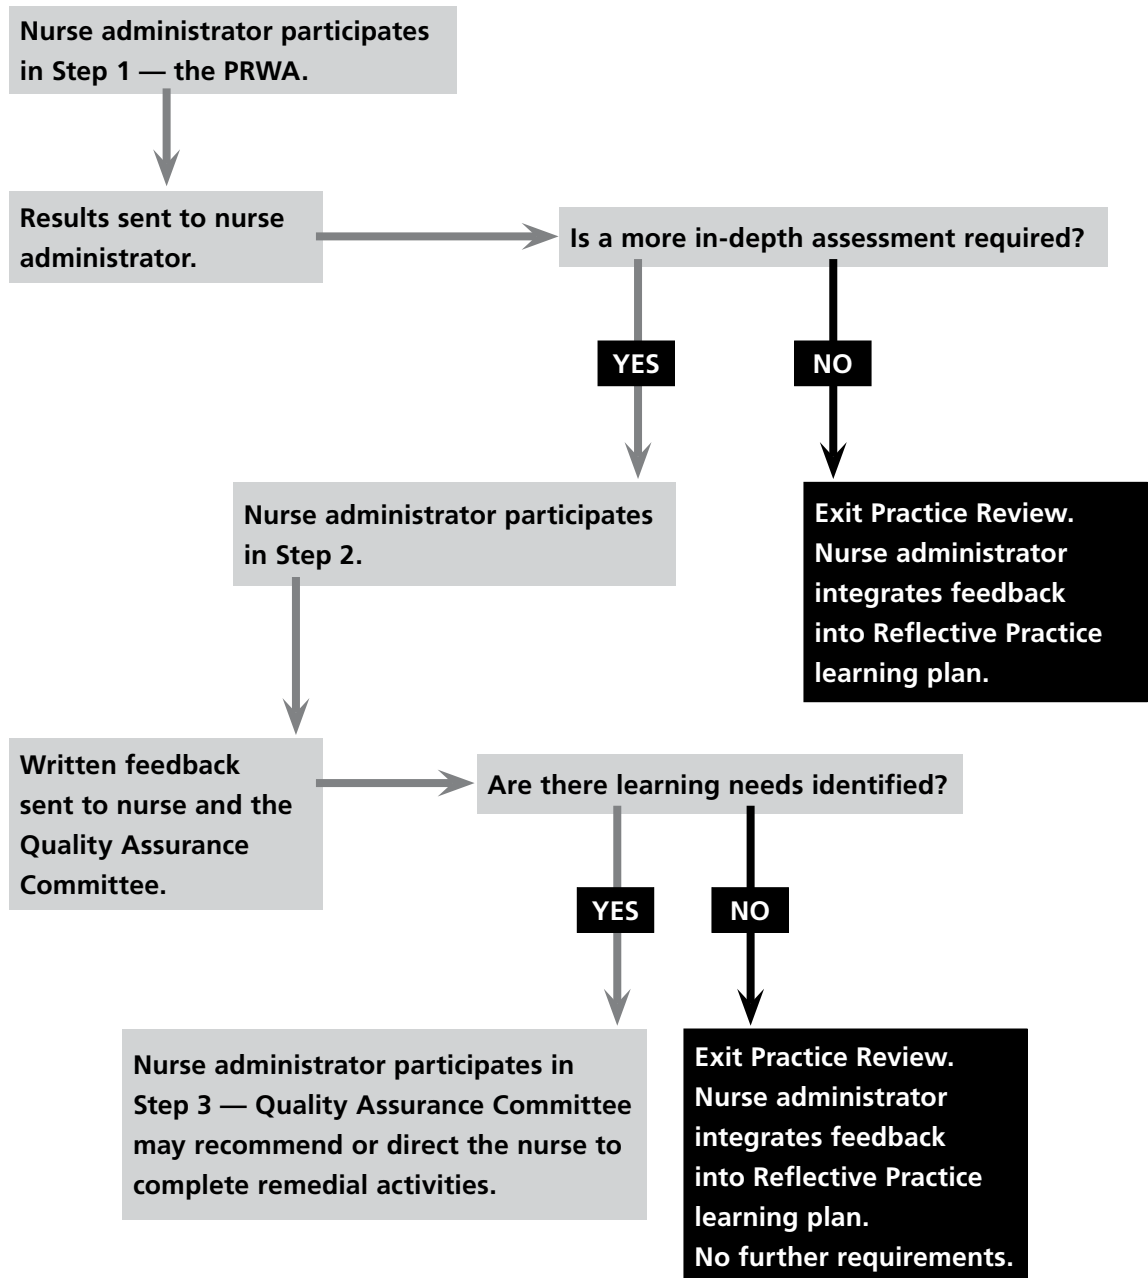 Nurse administrator participates
in Step 1 — the PRWA.
Results sent to nurse
administrator.
Is a more in-depth assessment required?
YES
NO
Nurse administrator participates
in Step 2.
Exit Practice Review.
Nurse administrator
integrates feedback
into Reflective Practice
learning plan.
Written feedback
sent to nurse and the
Quality Assurance
Committee.
Are there learning needs identified?
YES
NO
Nurse administrator participates in
Step 3 — Quality Assurance Committee
may recommend or direct the nurse to
complete remedial activities.
Exit Practice Review.
Nurse administrator
integrates feedback
into Reflective Practice
learning plan.
No further requirements.